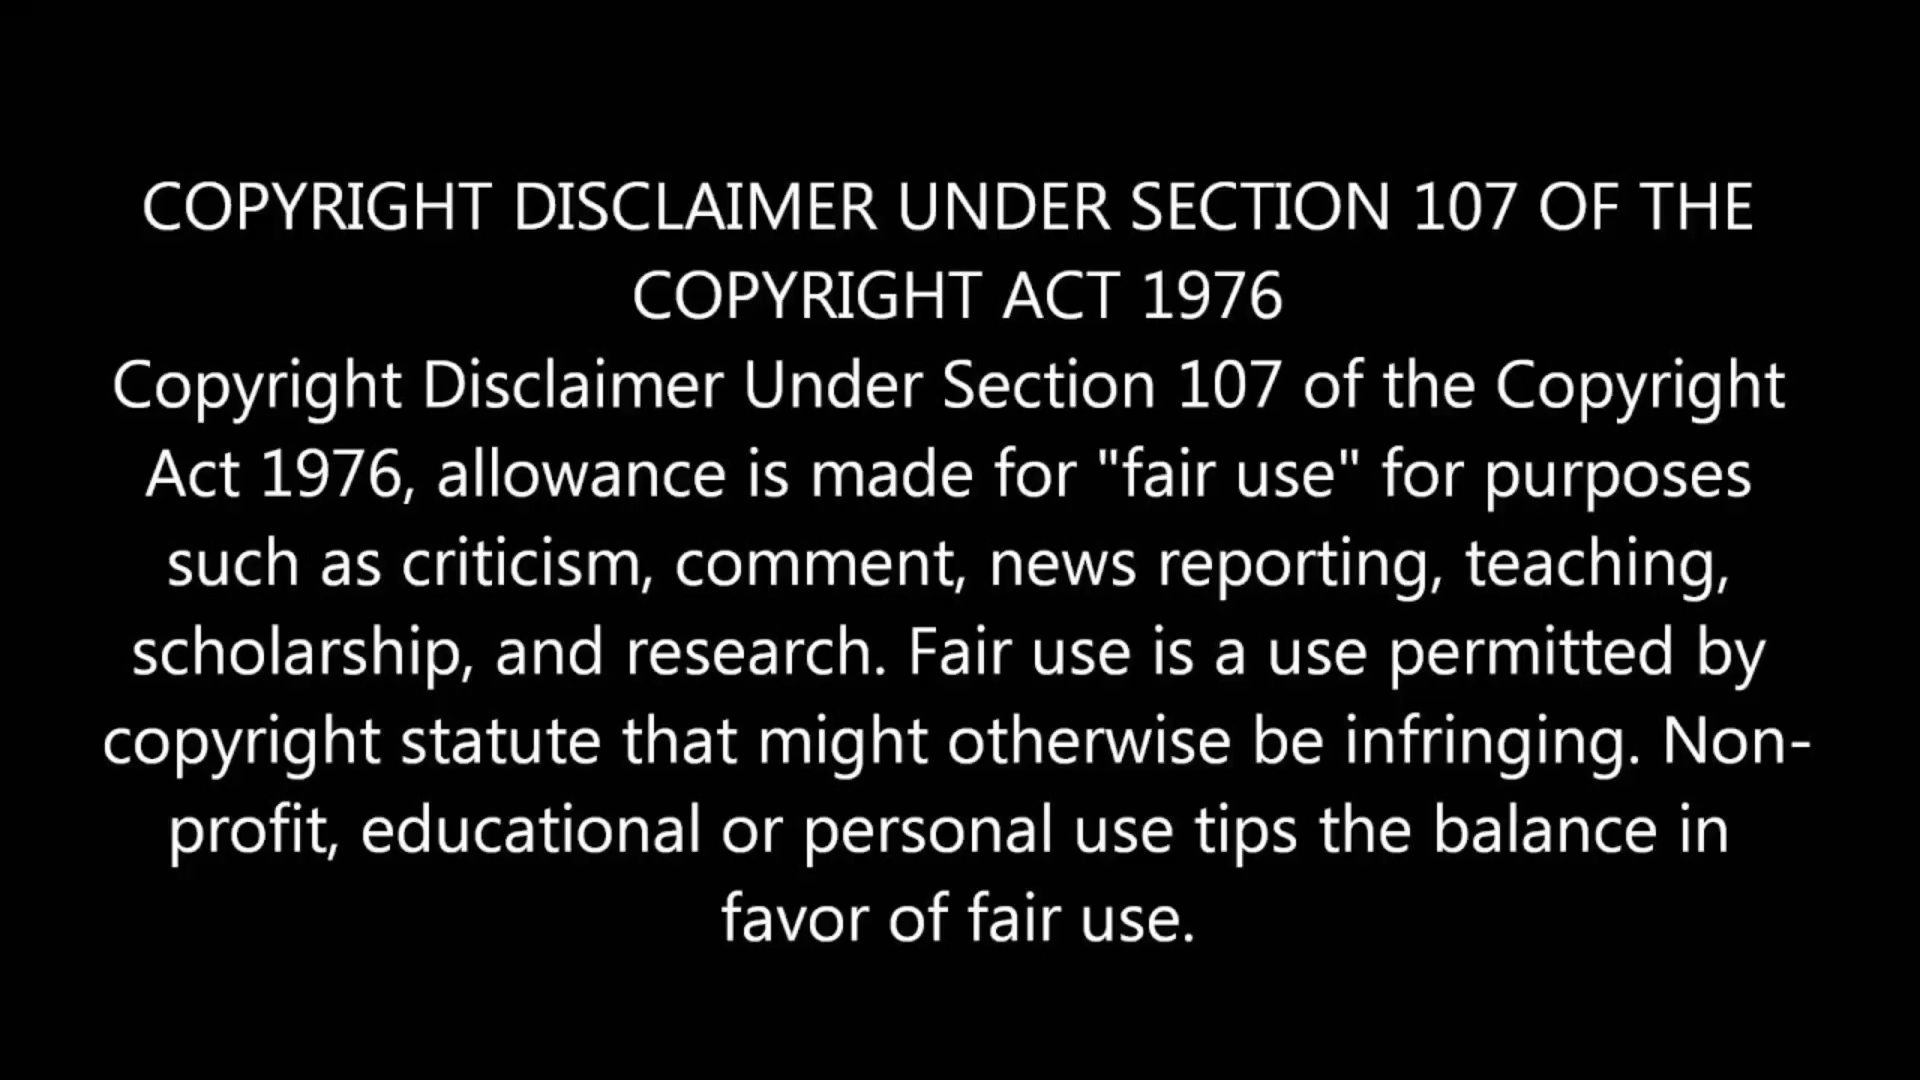 COPYRIGHT DISCLAIMER UNDER SECTION 107 OF THE
COPYRIGHT ACT 1976
Copyright Disclaimer Under Section 107 of the Copyright
Act 1976, allowance is made for "fair use" for purposes
such as criticism, comment, news reporting, teaching,
scholarship, and research. Fair use is a use permitted by
copyright statute that might otherwise be infringing. Non-
profit, educational or personal use tips the balance in
favor of fair use.